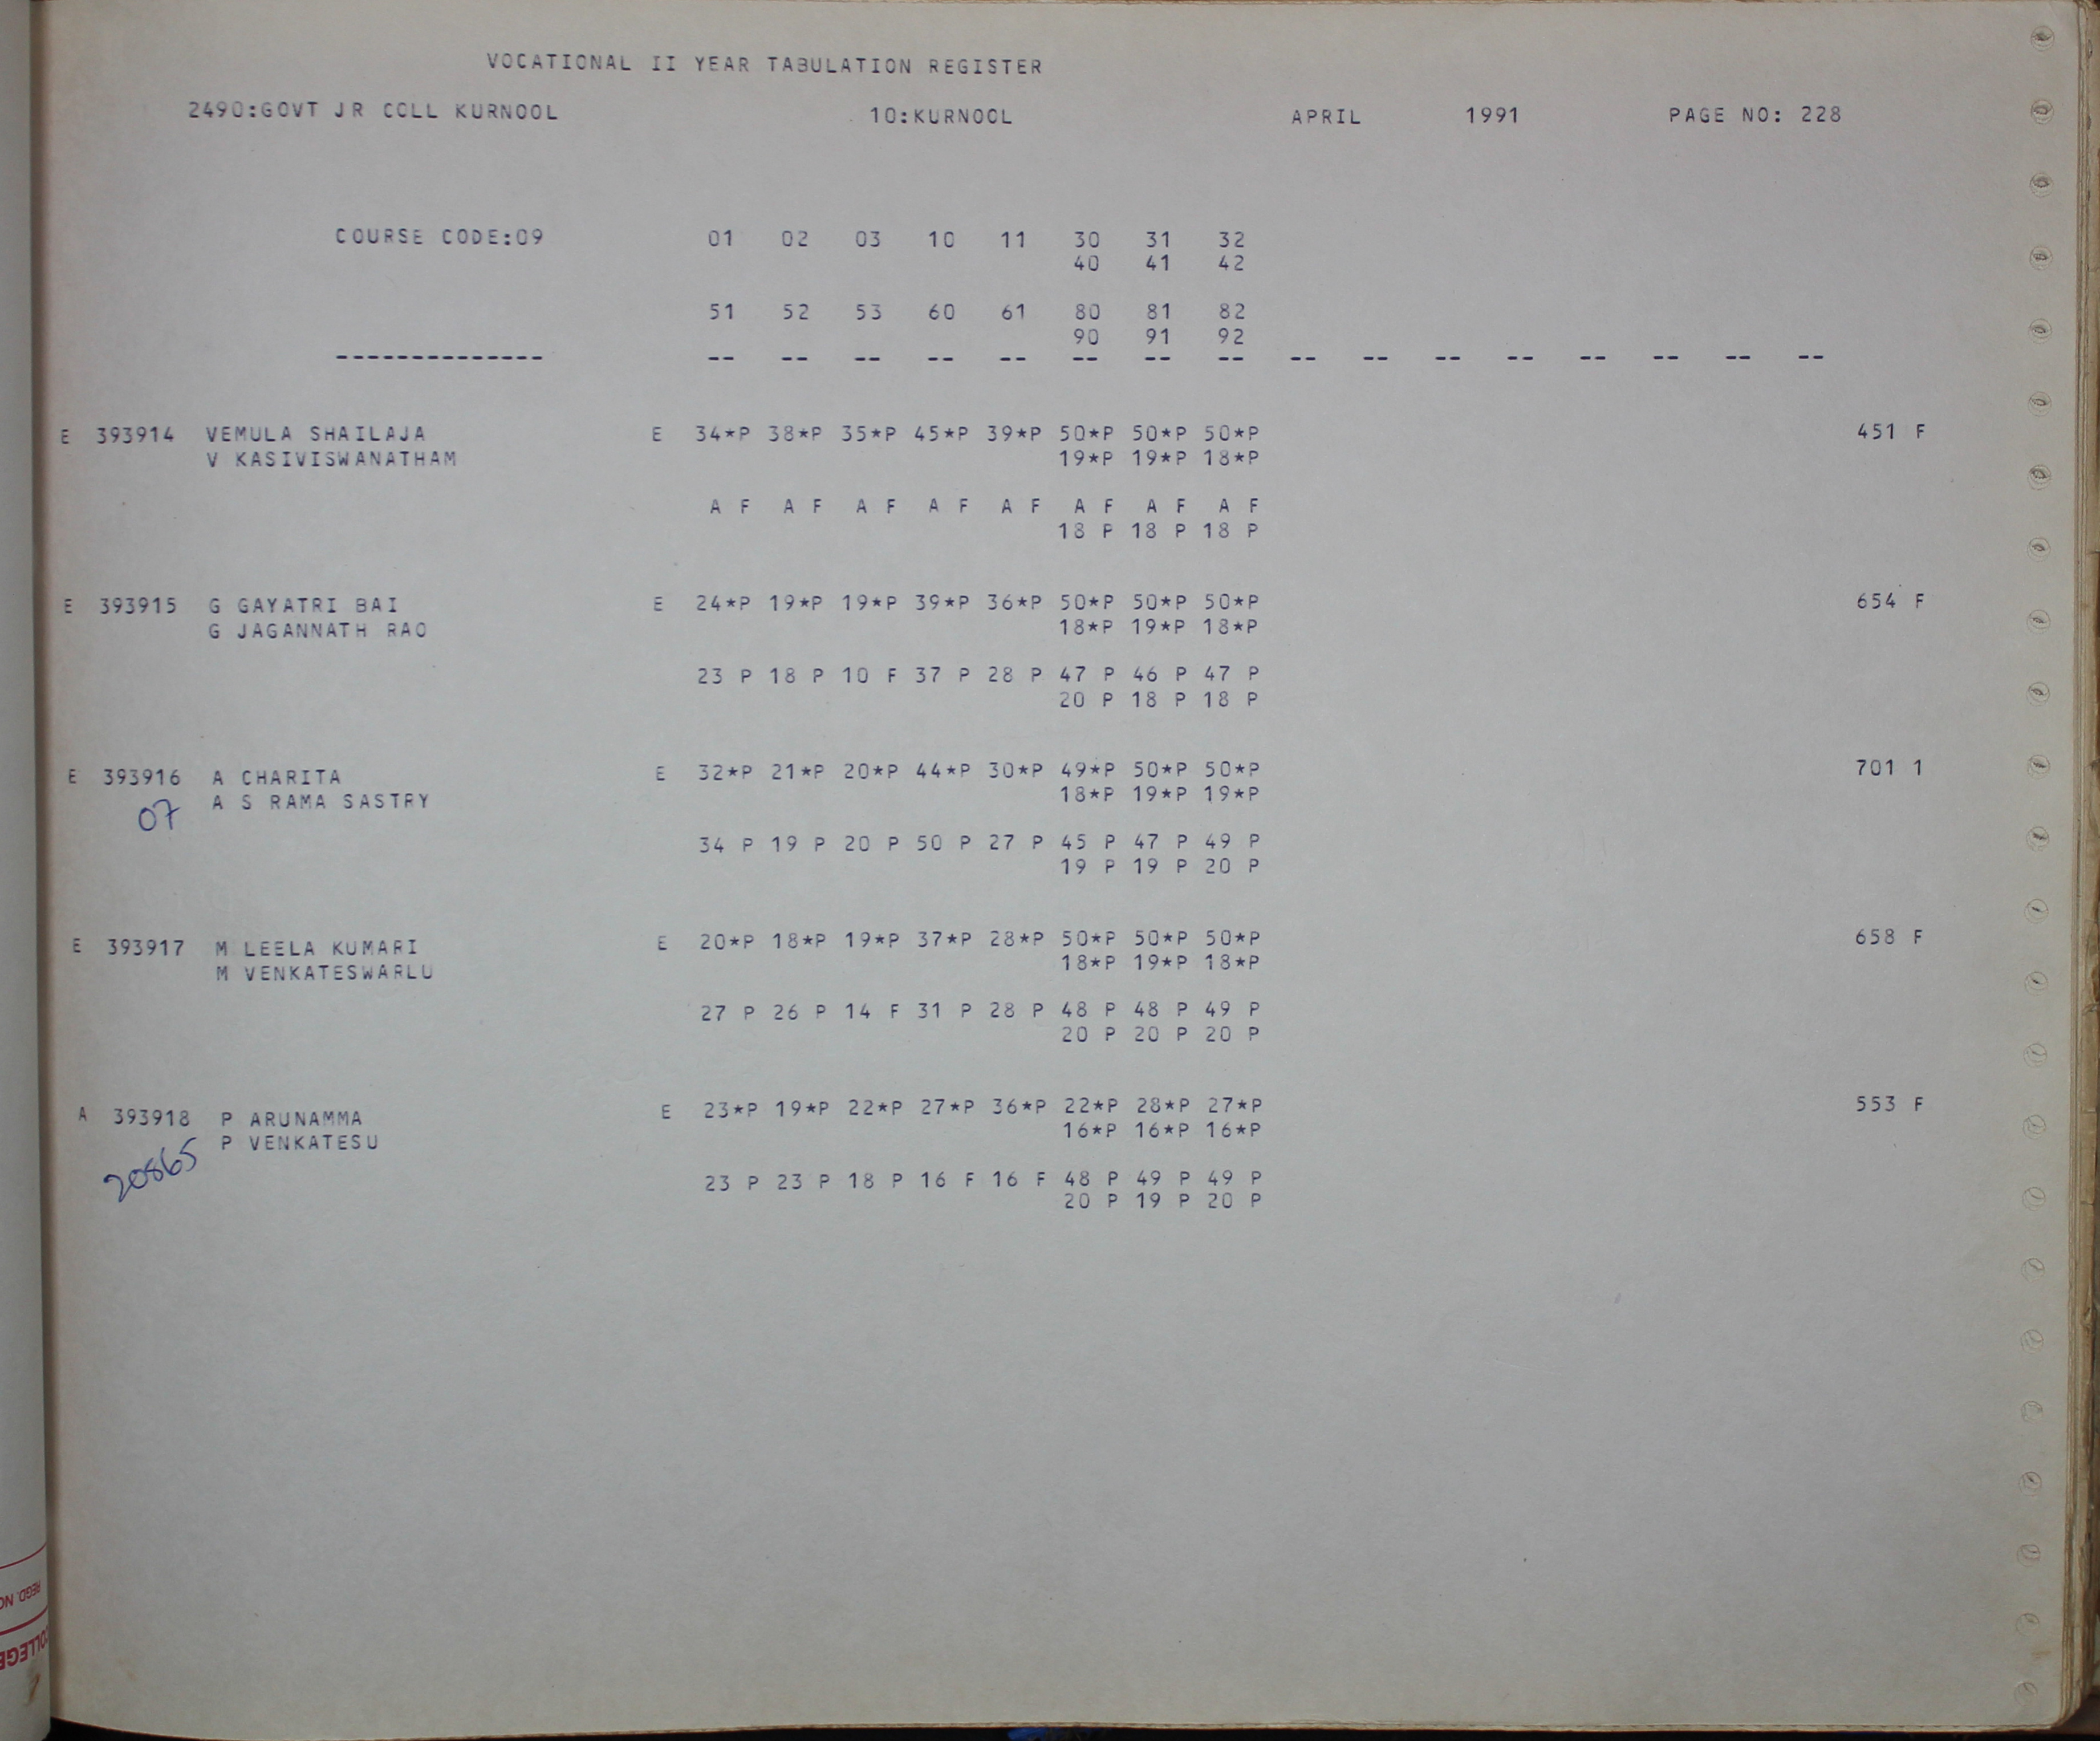 VOCATIONAL II YEAR TABULATION REGISTER
2490:GOVT JR COLL KURNOOL 10:KURNOOL APRIL 1991 PAGE NO: 228
COURSE CODE:09 01 02 03 10 11 30 31 32
40 41 42
51 52 53 60 61 80 81 82
90 91 92
-------------- -- -- -- -- -- -- -- -- -- -- -- -- -- -- -- --
E 393914 VEMULA SHAILAJA E 34*P 38*P 35*P 45*P 39*P 50*P 50*P 50*P 451 F
V KASIVISWANATHAM 19*P 19*P 18*P
A F A F A F A F A F A F A F A F
18 P 18 P 18 P
E 393915 G GAYATRI BAI E 24*P 19*P 19*P 39*P 36*P 50*P 50*P 50*P 654 F
G JAGANNATH RAO 18*P 19*P 18*P
23 P 18 P 10 F 37 P 28 P 47 P 46 P 47 P
20 P 18 P 18 P
E 393916 A CHARITA E 32*P 21*P 20*P 44*P 30*P 49*P 50*P 50*P 701 1
07 A S RAMA SASTRY 18*P 19*P 19*P
34 P 19 P 20 P 50 P 27 P 45 P 47 P 49 P
19 P 19 P 20 P
E 393917 M LEELA KUMARI E 20*P 18*P 19*P 37*P 28*P 50*P 50*P 50*P 658 F
M VENKATESWARLU 18*P 19*P 18*P
27 P 26 P 14 F 31 P 28 P 48 P 48 P 49 P
20 P 20 P 20 P
A 393918 P ARUNAMMA E 23*P 19*P 22*P 27*P 36*P 22*P 28*P 27*P 553 F
P VENKATESU 16*P 16*P 16*P
20865
23 P 23 P 18 P 16 F 16 F 48 P 49 P 49 P
20 P 19 P 20 P
REGD. NO